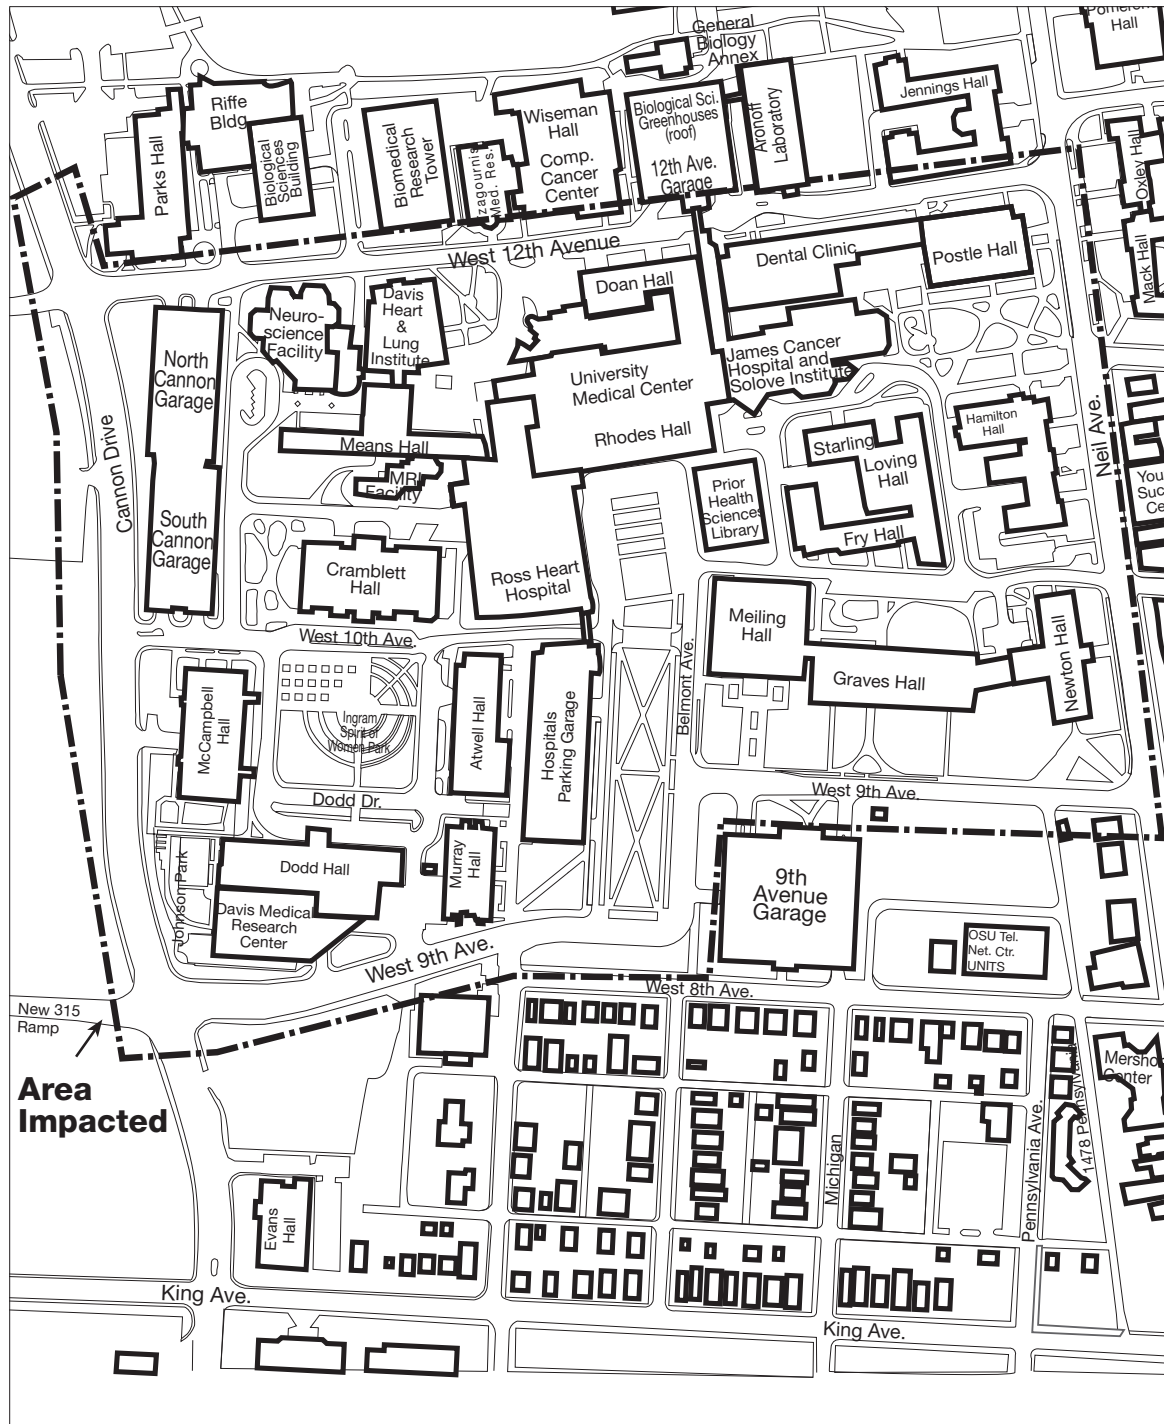 General
Biology
Annex
Pomerene
Hall
Riffe
Bldg.
Parks Hall
Biological
Sciences
Building
Biomedical
Research
Tower
Wiseman
Hall
Comp.
Cancer
Center
Med. Res.
Biological Sci.
Greenhouses
(roof)
12th Ave.
Garage
Aronoff
Laboratory
Jennings Hall
Oxley Hall
Mack Hall
West 12th Avenue
Doan Hall
Dental Clinic
Postle Hall
Neuro-
science
Facility
Davis
Heart
&
Lung
Institute
North
Cannon
Garage
Cannon Drive
South
Cannon
Garage
University
Medical Center
Rhodes Hall
James Cancer
Hospital and
Solove Institute
Means Hall
MRI
Facility
Starling
Loving
Hall
Fry Hall
Hamilton
Hall
Neil Ave.
You
Suc
Ce
Prior
Health
Sciences
Library
Cramblett
Hall
Ross Heart
Hospital
West 10th Ave.
Meiling
Hall
Graves Hall
Newton Hall
Belmont Ave.
McCampbell
Hall
Ingram
Spirit of
Women Park
Atwell Hall
Hospitals
Parking Garage
Dodd Dr.
West 9th Ave.
Dodd Hall
Murray
Hall
Johnson Park
Davis Medical
Research
Center
9th
Avenue
Garage
OSU Tel.
Net. Ctr.
UNITS
West 9th Ave.
West 8th Ave.
New 315
Ramp
Area
Impacted
Mershon
Center
1478 Pennsylvania
Pennsylvania Ave.
Michigan
Evans
Hall
King Ave.
King Ave.